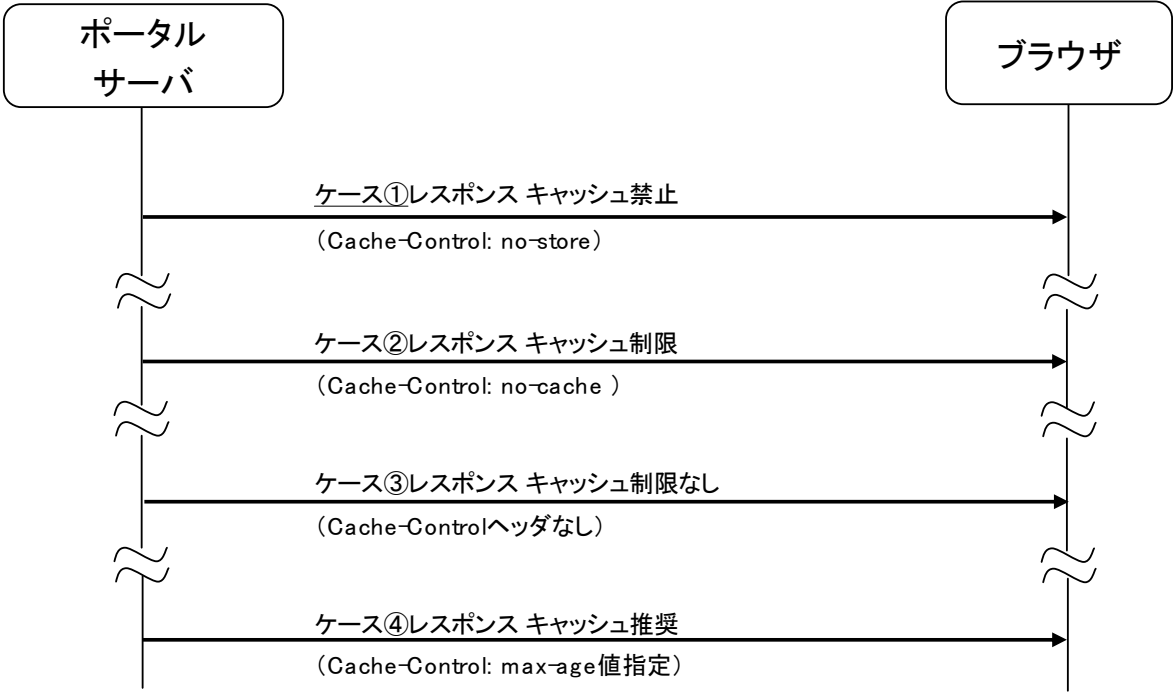 ポータル
サーバ
ブラウザ
ケース①レスポンス キャッシュ禁止
（Cache-Control: no-store）
ケース②レスポンス キャッシュ制限
（Cache-Control: no-cache ）
ケース③レスポンス キャッシュ制限なし
（Cache-Controlヘッダなし）
ケース④レスポンス キャッシュ推奨
（Cache-Control: max-age値指定）